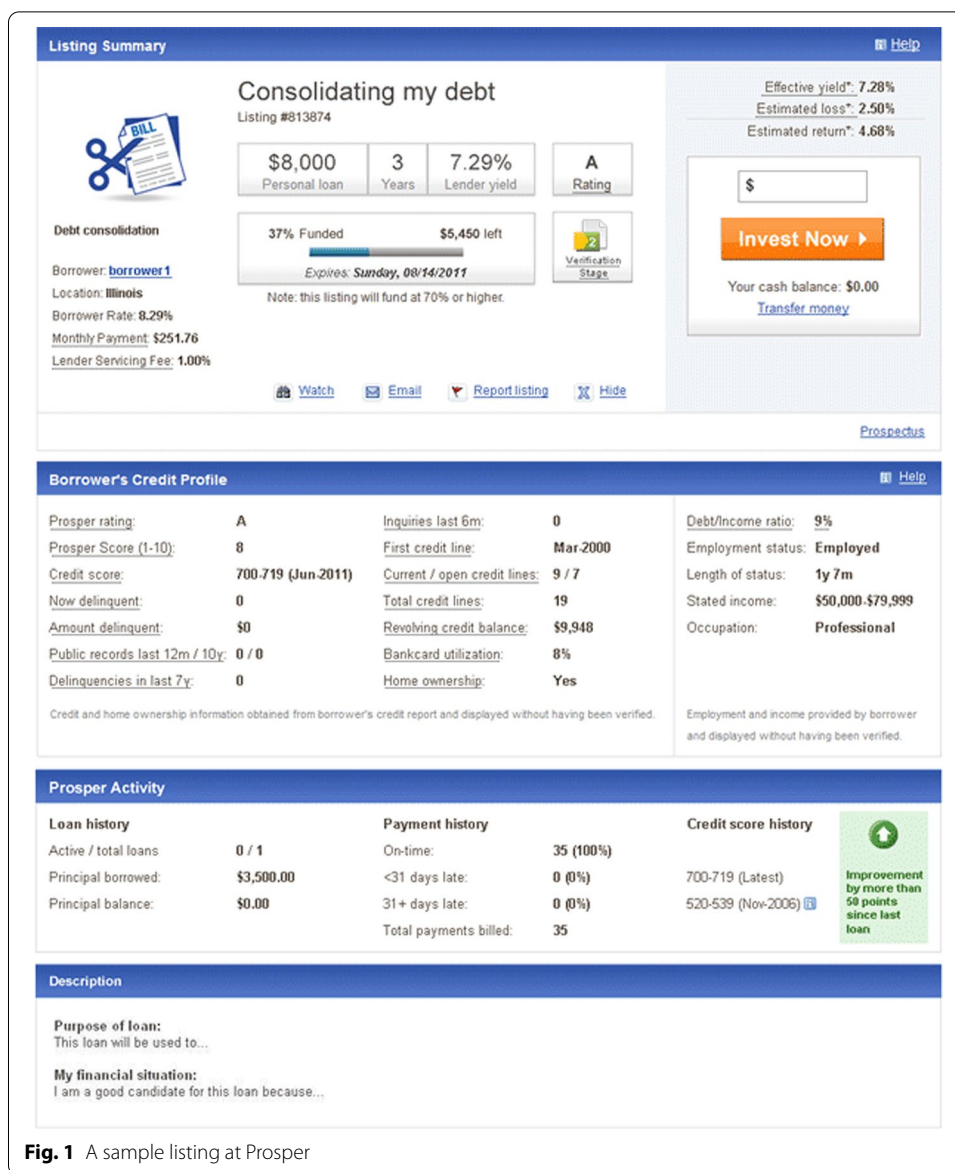 Listing Summary
Help
BILL
Debt consolidation
Borrower: borrower1
Location: Illinois
Borrower Rate: 8.29%
Monthly Payment: $251.76
Lender Servicing Fee: 1.00%
Consolidating my debt
Listing #813874
$8,000 3 7.29% A
Personal loan Years Lender yield Rating
37% Funded $5,450 left
Expires: Sunday, 08/14/2011
2
Verification
Stage
Note: this listing will fund at 70% or higher.
Watch Email Report listing Hide
Effective yield*: 7.28%
Estimated loss*: 2.50%
Estimated return*: 4.68%
$
Invest Now
Your cash balance: $0.00
Transfer money
Prospectus
Borrower's Credit Profile
Help
Prosper rating: A
Prosper Score (1-10): 8
Credit score: 700-719 (Jun-2011)
Now delinquent: 0
Amount delinquent: $0
Public records last 12m / 10y: 0 / 0
Delinquencies in last 7y: 0
Inquiries last 6m: 0
First credit line: Mar-2000
Current / open credit lines: 9 / 7
Total credit lines: 19
Revolving credit balance: $9,948
Bankcard utilization: 8%
Home ownership: Yes
Credit and home ownership information obtained from borrower's credit report and displayed without having been verified.
Debt/Income ratio: 9%
Employment status: Employed
Length of status: 1y 7m
Stated income: $50,000-$79,999
Occupation: Professional
Employment and income provided by borrower
and displayed without having been verified.
Prosper Activity
Loan history
Active / total loans 0 / 1
Principal borrowed: $3,500.00
Principal balance: $0.00
Payment history
On-time: 35 (100%)
<31 days late: 0 (0%)
31+ days late: 0 (0%)
Total payments billed: 35
Credit score history
700-719 (Latest)
520-539 (Nov-2006)
Improvement
by more than
50 points
since last
loan
Description
Purpose of loan:
This loan will be used to...
My financial situation:
I am a good candidate for this loan because...
Fig. 1 A sample listing at Prosper